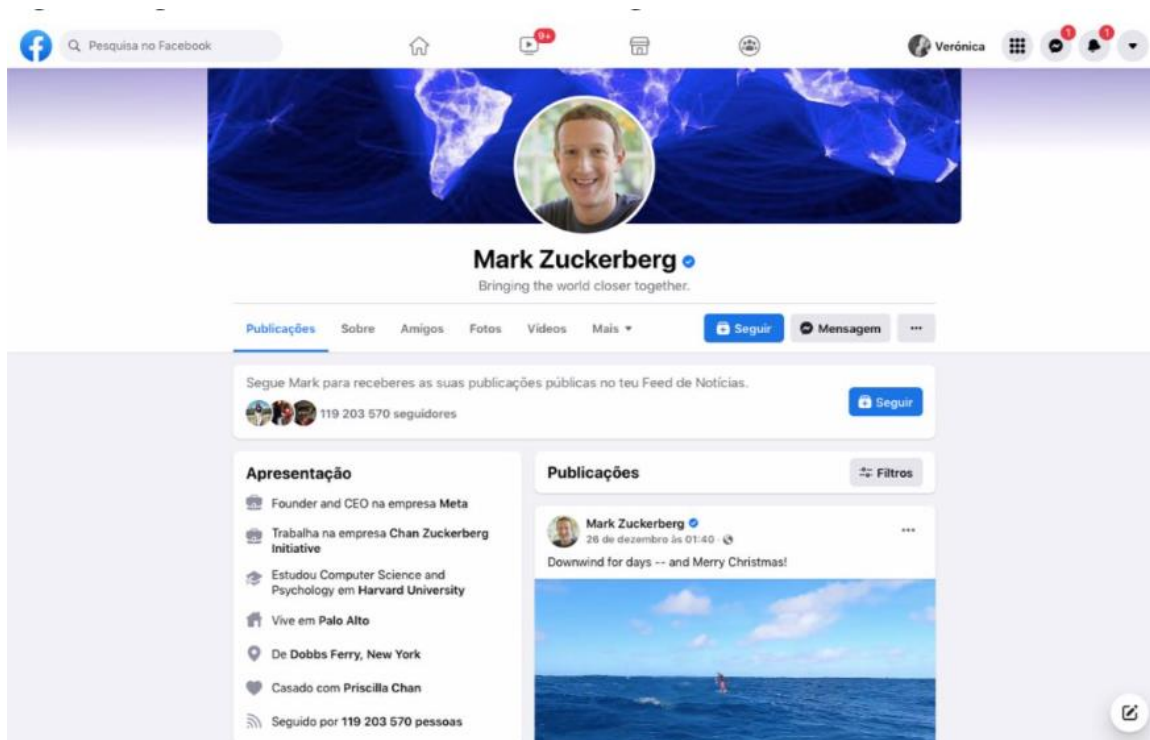 Pesquisa no Facebook
9+
Verónica
1
1
Mark Zuckerberg
Bringing the world closer together.
Publicações Sobre Amigos Fotos Vídeos Mais
Seguir
Mensagem
Segue Mark para receberes as suas publicações públicas no teu Feed de Notícias.
119 203 570 seguidores
Seguir
Apresentação
Founder and CEO na empresa Meta
Trabalha na empresa Chan Zuckerberg
Initiative
Estudou Computer Science and
Psychology em Harvard University
Vive em Palo Alto
De Dobbs Ferry, New York
Casado com Priscilla Chan
Seguido por 119 203 570 pessoas
Publicações
Filtros
Mark Zuckerberg
26 de dezembro às 01:40 ·
Downwind for days -- and Merry Christmas!